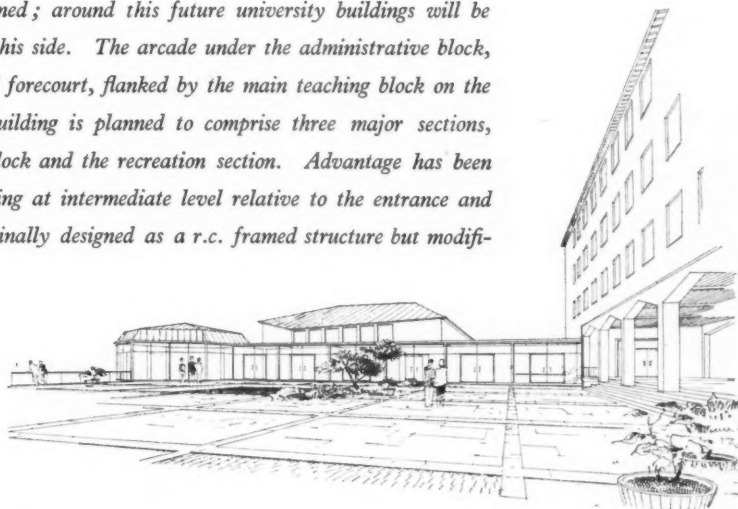 ned; around this future university buildings will be
his side. The arcade under the administrative block,
forecourt, flanked by the main teaching block on the
uilding is planned to comprise three major sections,
lock and the recreation section. Advantage has been
ing at intermediate level relative to the entrance and
inally designed as a r.c. framed structure but modifi-